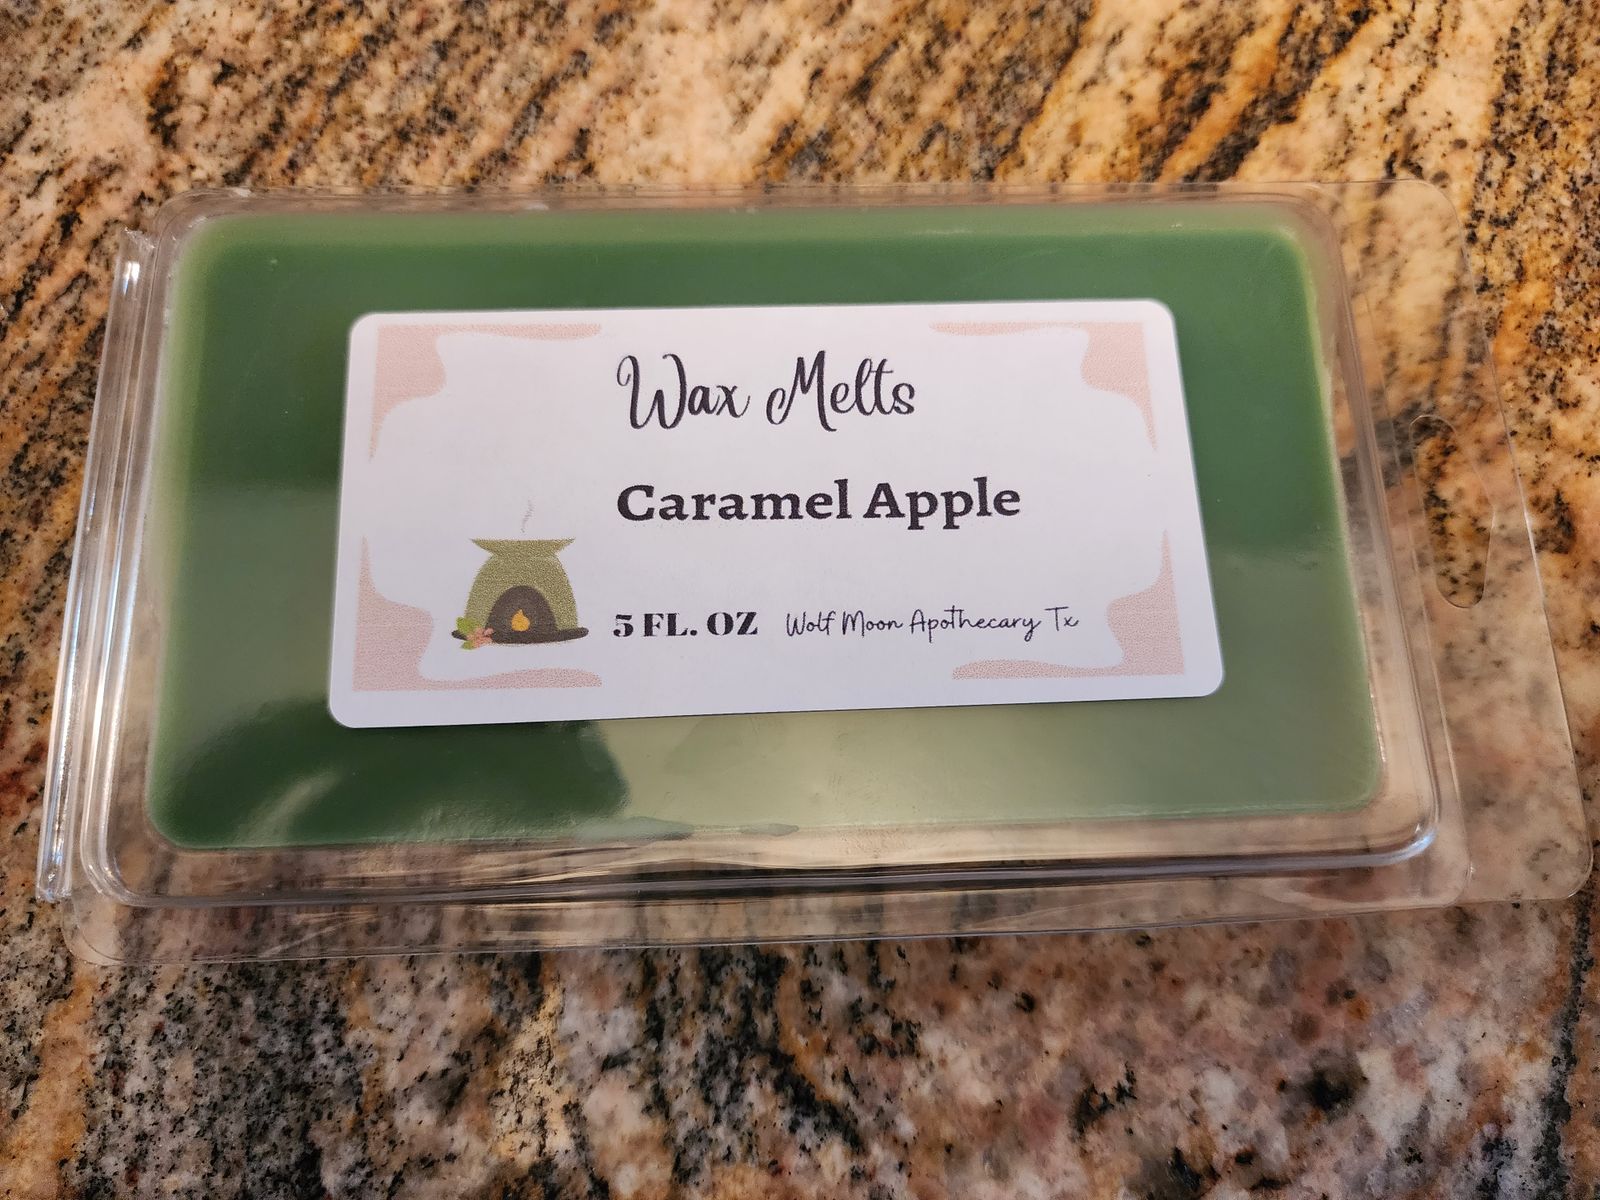 Wax Melts
Caramel Apple
5 FL. OZ Wolf Moon Apothecary Tx